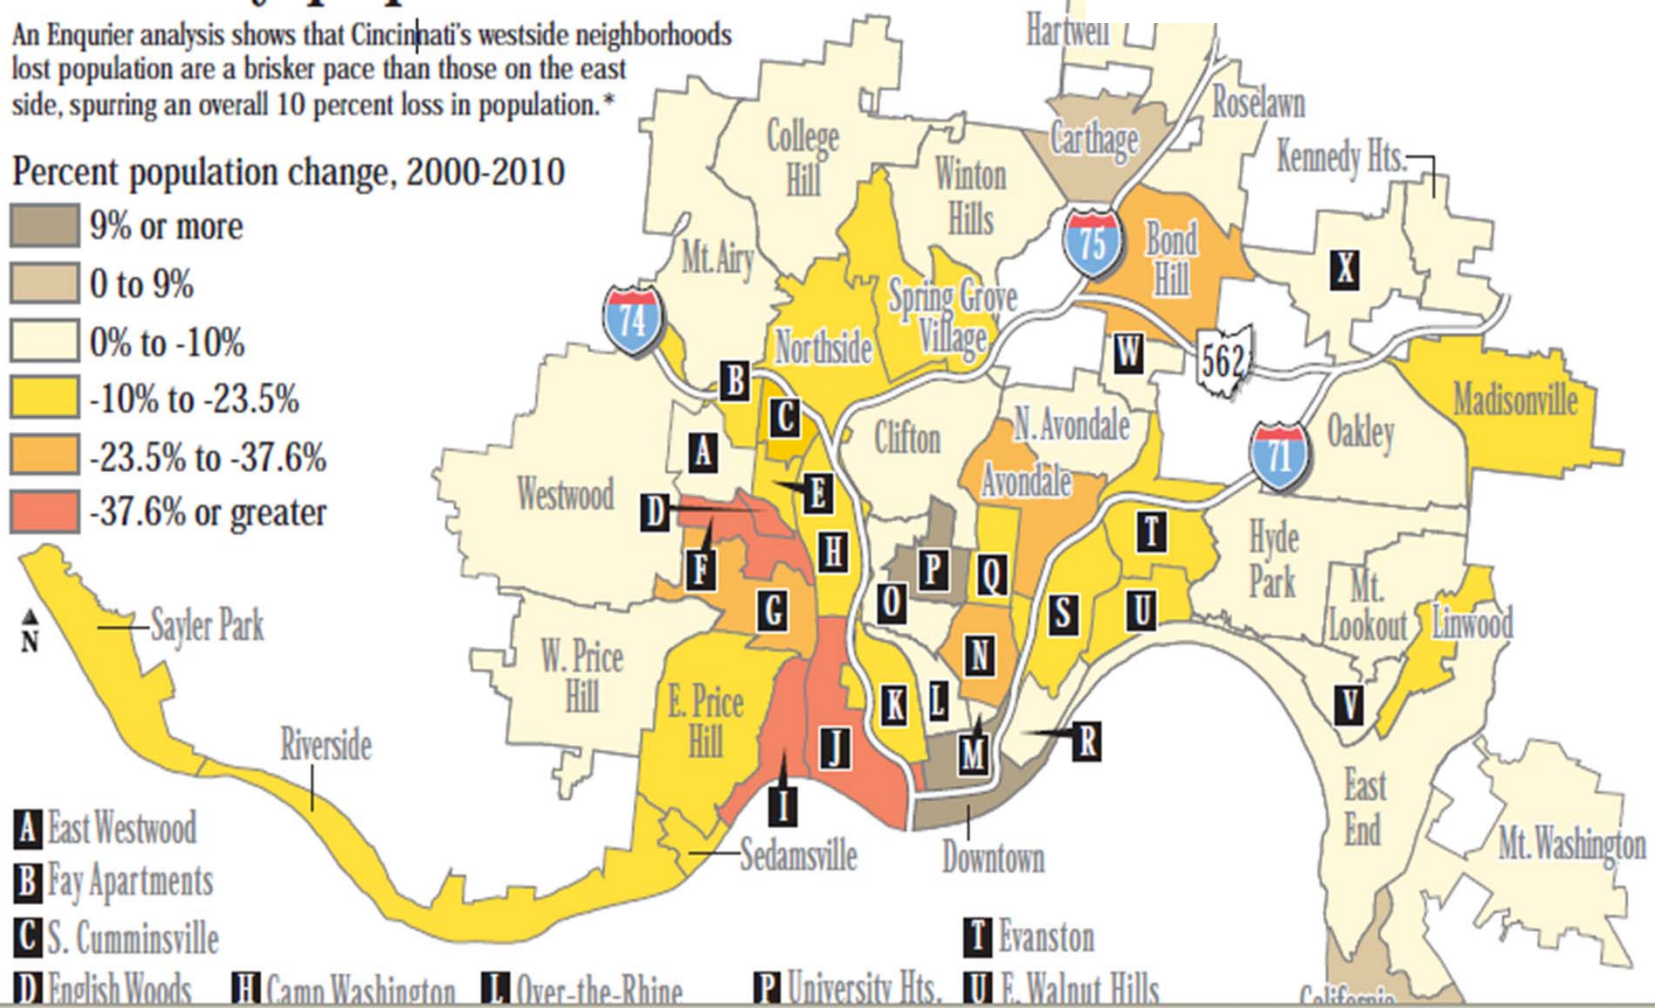 An Enqurier analysis shows that Cincinnati's westside neighborhoods
lost population are a brisker pace than those on the east
side, spurring an overall 10 percent loss in population.*
Percent population change, 2000-2010
9% or more
0 to 9%
0% to -10%
-10% to -23.5%
-23.5% to -37.6%
-37.6% or greater
Hartwell
Roselawn
Carthage
Kennedy Hts.
College
Hill
Winton
Hills
Mt. Airy
75
Bond
Hill
X
74
Spring Grove
Village
Northside
W
562
B
C
Madisonville
A
Clifton
N. Avondale
Oakley
71
Westwood
Avondale
E
D
H
T
Hyde
Park
F
P
Q
Mt.
Lookout
G
O
S
U
Linwood
N
Sayler Park
W. Price
Hill
N
E. Price
Hill
K
L
V
Riverside
J
M
R
I
East
End
Sedamsville
Downtown
Mt. Washington
A East Westwood
B Fay Apartments
C S. Cumminsville
T Evanston
D English Woods
H Camp Washington
L Over-the-Rhine
P University Hts.
U E. Walnut Hills
California